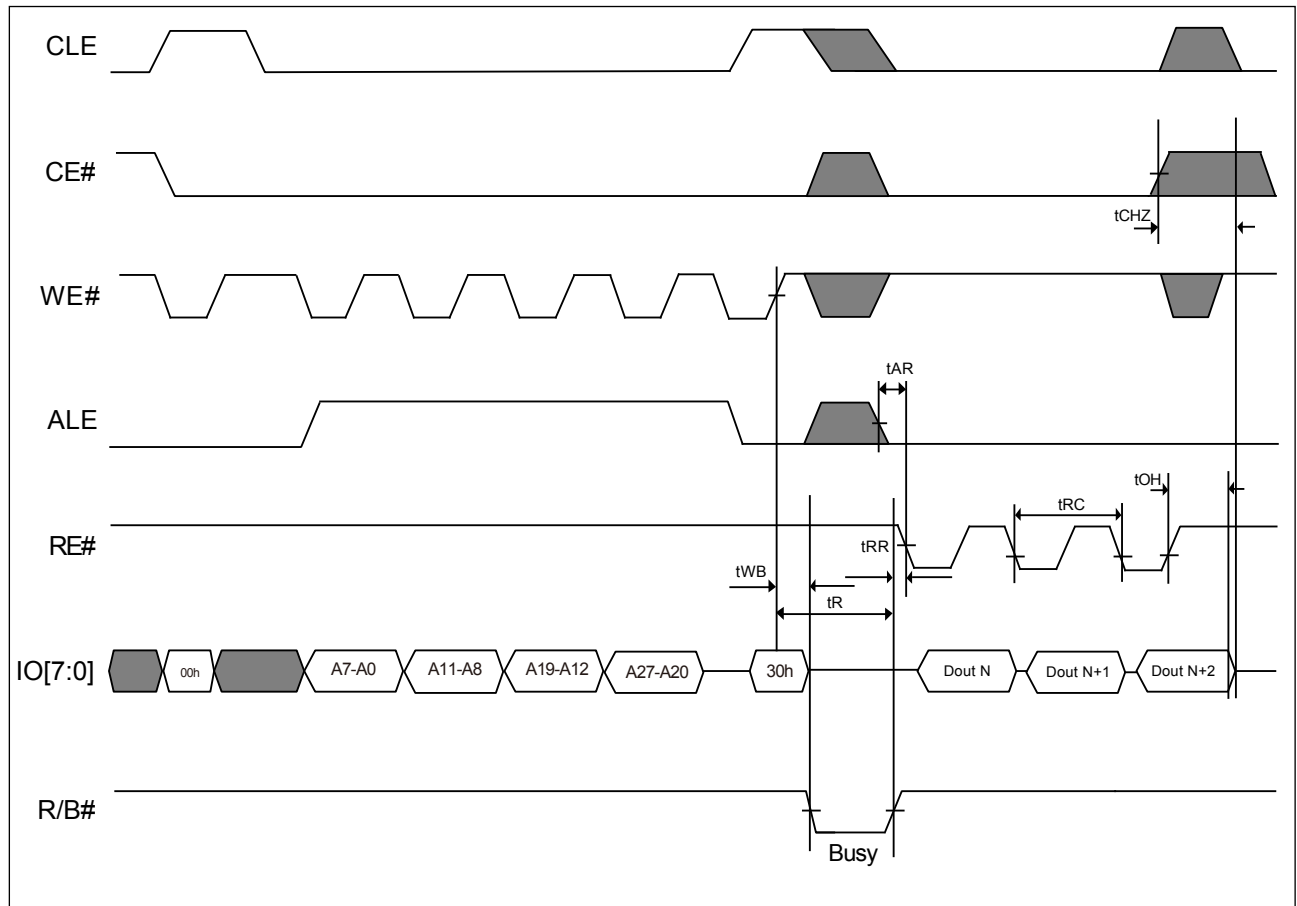 CLE
CE#
tCHZ
WE#
tAR
ALE
tOH
tRC
RE#
tRR
tWB
tR
IO[7:0]
00h
A7-A0
A11-A8
A19-A12
A27-A20
30h
Dout N
Dout N+1
Dout N+2
R/B#
Busy